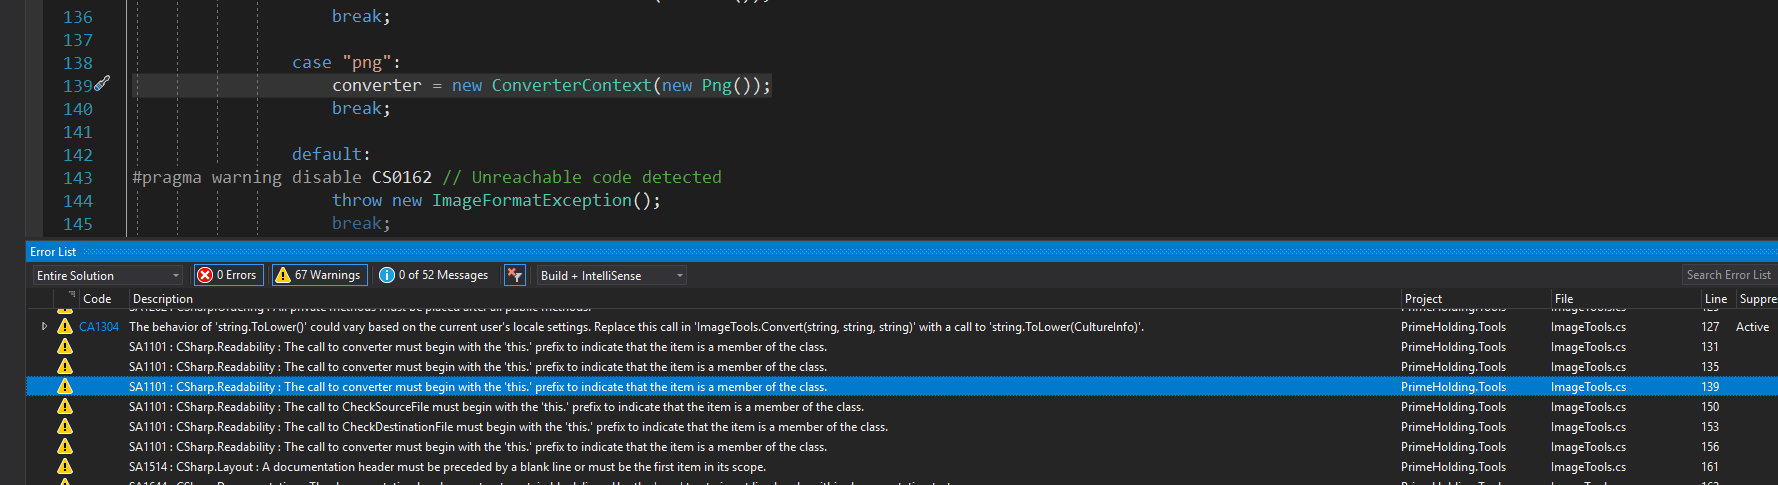 136 break;
137
138 case "png":
139 converter = new ConverterContext(new Png());
140 break;
141
142 default:
143 #pragma warning disable CS0162 // Unreachable code detected
144 throw new ImageFormatException();
145 break;
Error List
Entire Solution 0 Errors 67 Warnings 0 of 52 Messages Build + IntelliSense Search Error List
Code Description Project File Line Suppre
CA1304 The behavior of 'string.ToLower()' could vary based on the current user's locale settings. Replace this call in 'ImageTools.Convert(string, string, string)' with a call to 'string.ToLower(CultureInfo)'. PrimeHolding.Tools ImageTools.cs 127 Active
SA1101 : CSharp.Readability : The call to converter must begin with the 'this.' prefix to indicate that the item is a member of the class. PrimeHolding.Tools ImageTools.cs 131
SA1101 : CSharp.Readability : The call to converter must begin with the 'this.' prefix to indicate that the item is a member of the class. PrimeHolding.Tools ImageTools.cs 135
SA1101 : CSharp.Readability : The call to converter must begin with the 'this.' prefix to indicate that the item is a member of the class. PrimeHolding.Tools ImageTools.cs 139
SA1101 : CSharp.Readability : The call to CheckSourceFile must begin with the 'this.' prefix to indicate that the item is a member of the class. PrimeHolding.Tools ImageTools.cs 150
SA1101 : CSharp.Readability : The call to CheckDestinationFile must begin with the 'this.' prefix to indicate that the item is a member of the class. PrimeHolding.Tools ImageTools.cs 153
SA1101 : CSharp.Readability : The call to converter must begin with the 'this.' prefix to indicate that the item is a member of the class. PrimeHolding.Tools ImageTools.cs 156
SA1514 : CSharp.Layout : A documentation header must be preceded by a blank line or must be the first item in its scope. PrimeHolding.Tools ImageTools.cs 161